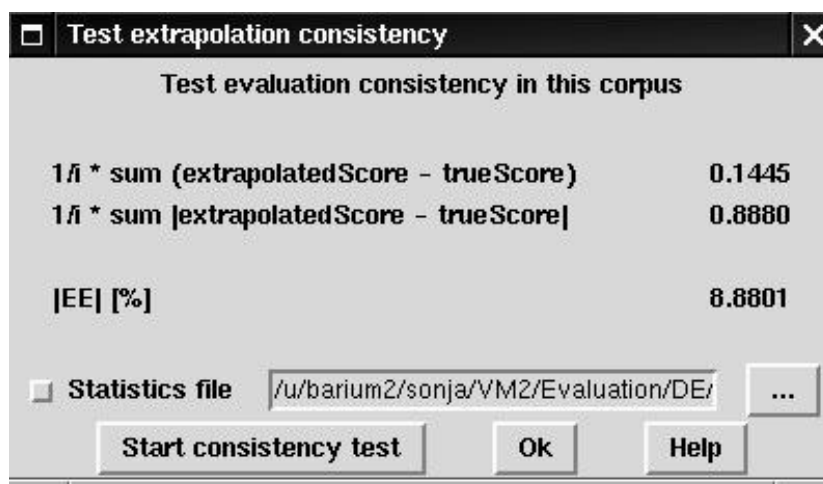 Test extrapolation consistency
Test evaluation consistency in this corpus
1/i * sum (extrapolatedScore - trueScore) 0.1445
1/i * sum |extrapolatedScore - trueScore| 0.8880
|EE| [%] 8.8801
Statistics file /u/barium2/sonja/VM2/Evaluation/DE/ ...
Start consistency test Ok Help